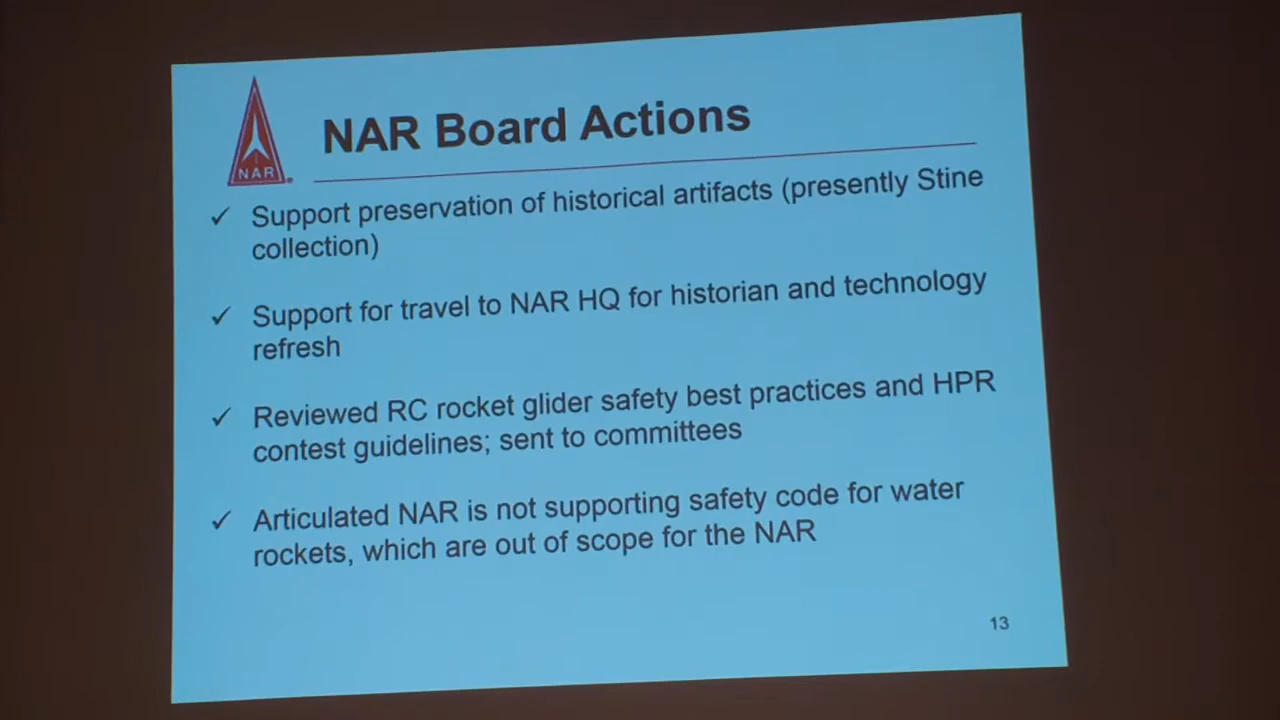 NAR
NAR Board Actions
✓ Support preservation of historical artifacts (presently Stine
collection)
✓ Support for travel to NAR HQ for historian and technology
refresh
✓ Reviewed RC rocket glider safety best practices and HPR
contest guidelines; sent to committees
✓ Articulated NAR is not supporting safety code for water
rockets, which are out of scope for the NAR
13